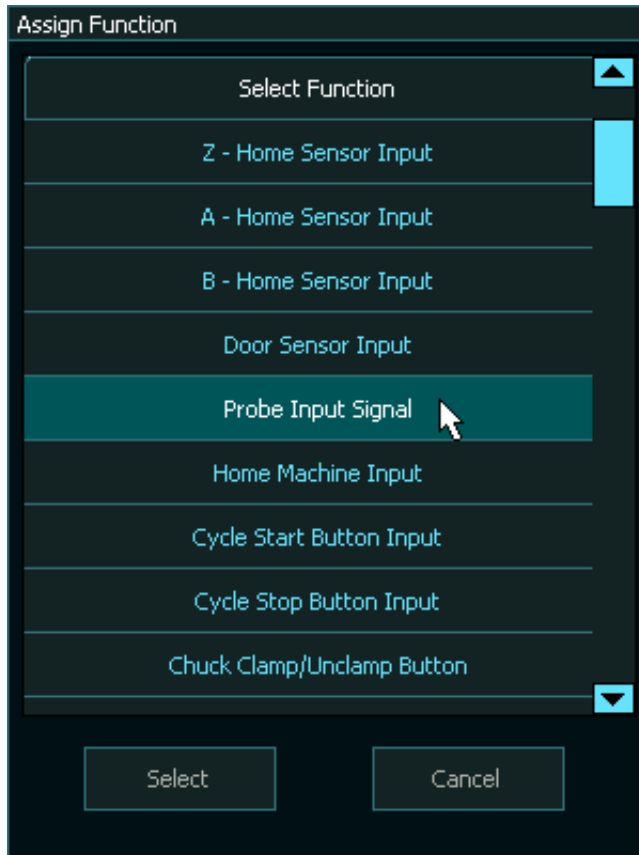 Assign Function
Select Function
Z - Home Sensor Input
A - Home Sensor Input
B - Home Sensor Input
Door Sensor Input
Probe Input Signal
Home Machine Input
Cycle Start Button Input
Cycle Stop Button Input
Chuck Clamp/Unclamp Button
Select
Cancel